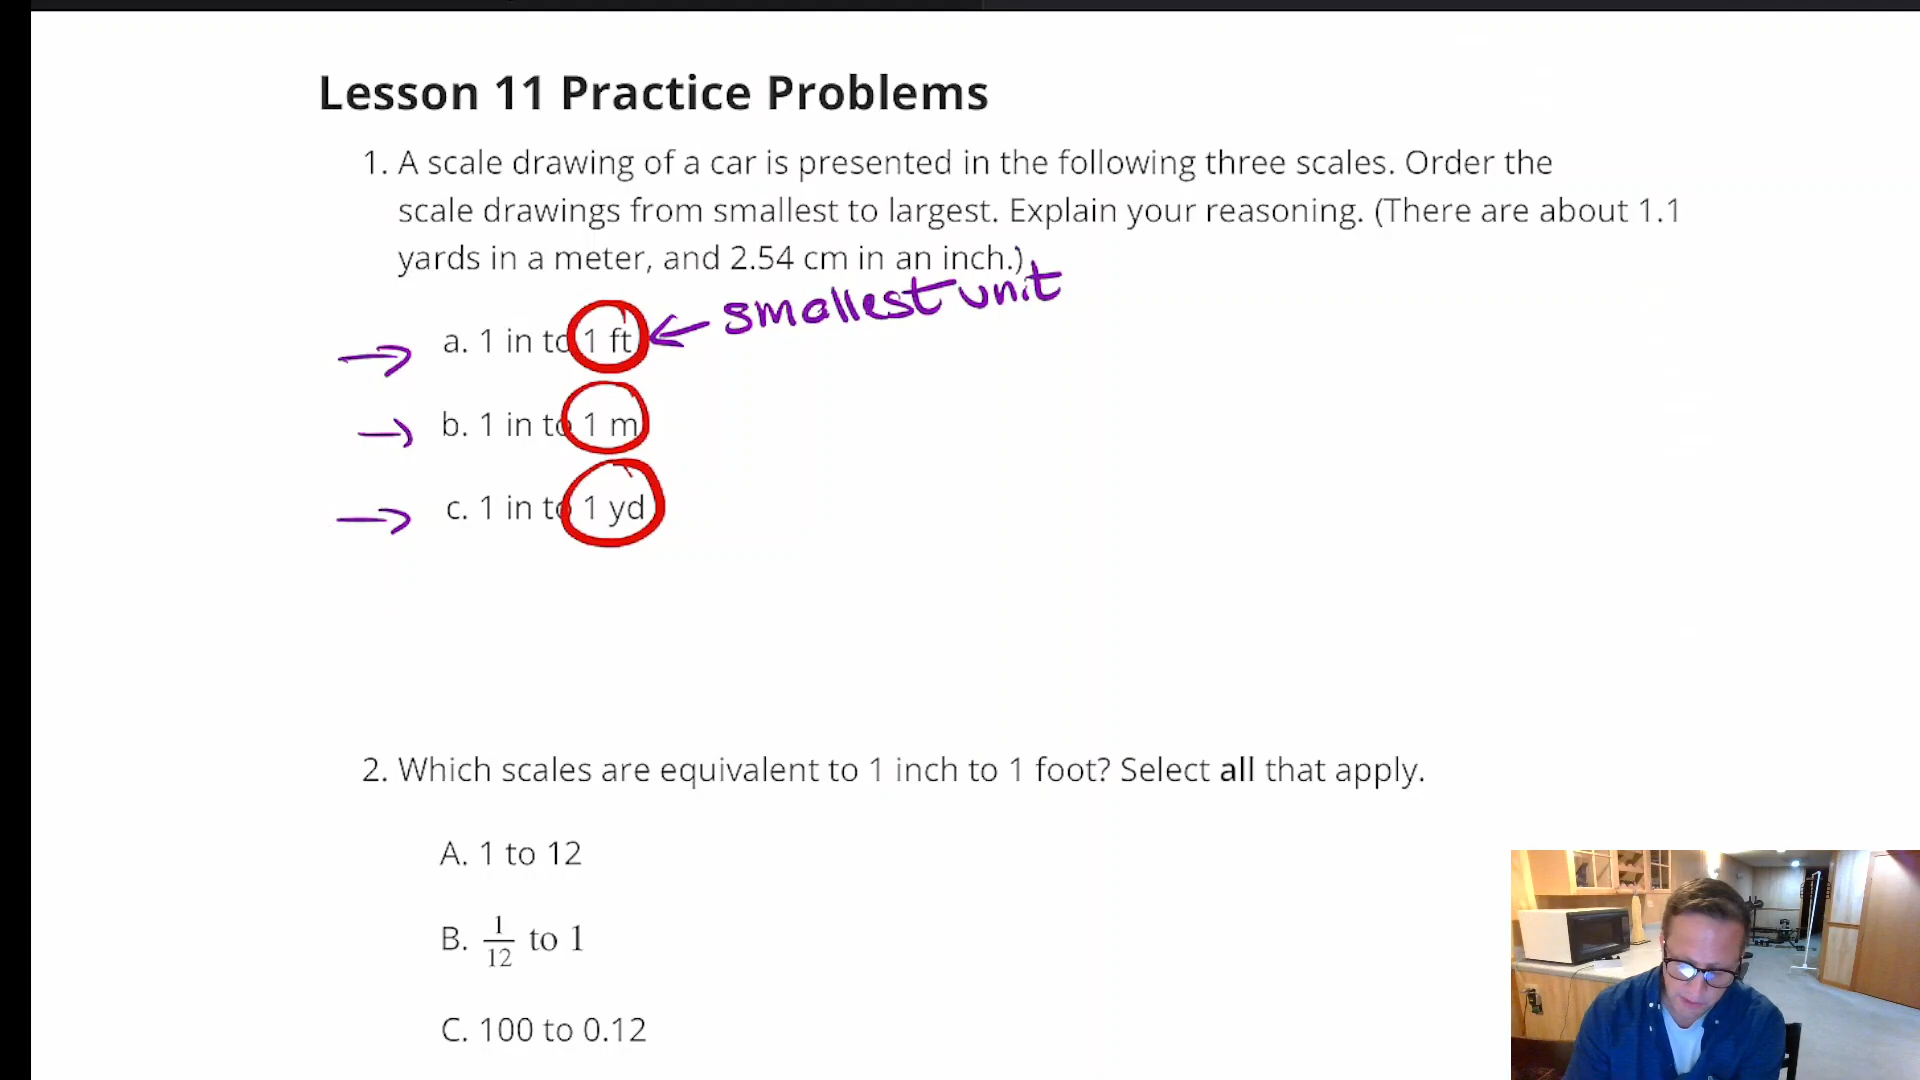 Lesson 11 Practice Problems
1. A scale drawing of a car is presented in the following three scales. Order the
scale drawings from smallest to largest. Explain your reasoning. (There are about 1.1
yards in a meter, and 2.54 cm in an inch.)
smallest unit
a. 1 in to 1 ft
b. 1 in to 1 m
c. 1 in to 1 yd
2. Which scales are equivalent to 1 inch to 1 foot? Select all that apply.
A. 1 to 12
B. 1/12 to 1
C. 100 to 0.12